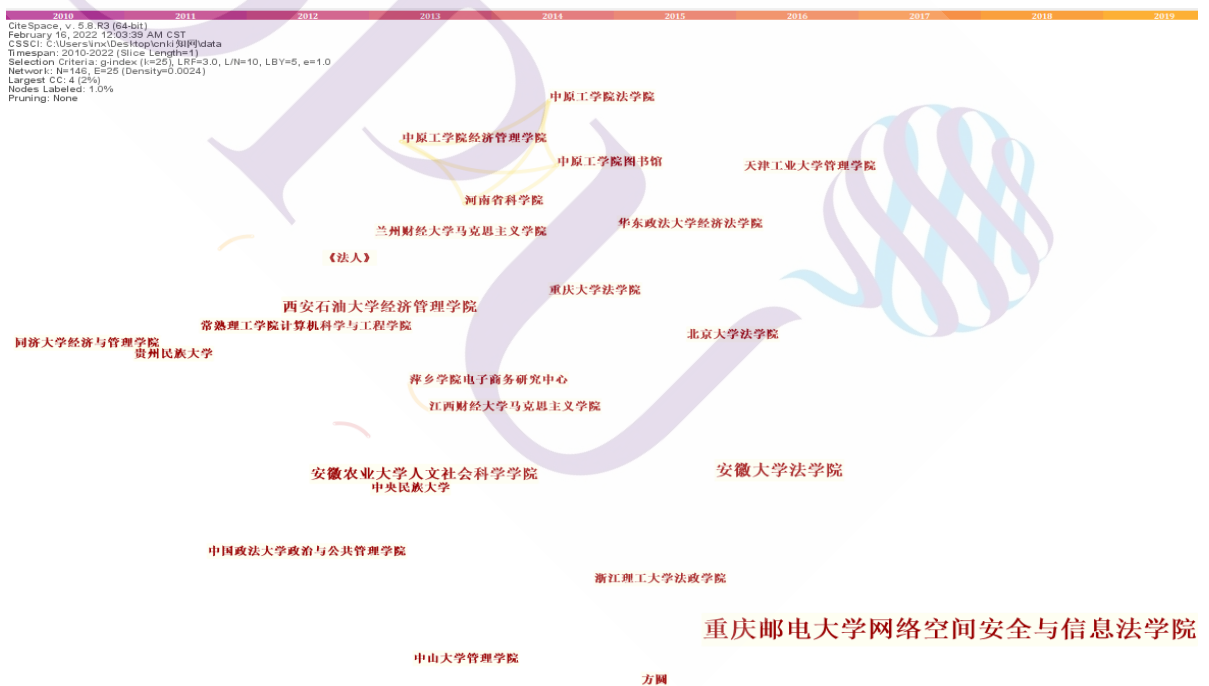 2010 2011 2012 2013 2014 2015 2016 2017 2018 2019
CiteSpace, v. 5.8.R3 (64-bit)
February 16, 2022 12:03:39 AM CST
CSSCI: C:\Users\inx\Desktop\cnki知网\data
Timespan: 2010-2022 (Slice Length=1)
Selection Criteria: g-index (k=25), LRF=3.0, L/N=10, LBY=5, e=1.0
Network: N=146, E=25 (Density=0.0024)
Largest CC: 4 (2%)
Nodes Labeled: 1.0%
Pruning: None
中原工学院法学院
中原工学院经济管理学院
中原工学院图书馆
天津工业大学管理学院
河南省科学院
华东政法大学经济法学院
兰州财经大学马克思主义学院
《法人》
重庆大学法学院
西安石油大学经济管理学院
常熟理工学院计算机科学与工程学院
北京大学法学院
同济大学经济与管理学院
贵州民族大学
萍乡学院电子商务研究中心
江西财经大学马克思主义学院
安徽农业大学人文社会科学学院
安徽大学法学院
中央民族大学
中国政法大学政治与公共管理学院
浙江理工大学法政学院
重庆邮电大学网络空间安全与信息法学院
中山大学管理学院
方圆